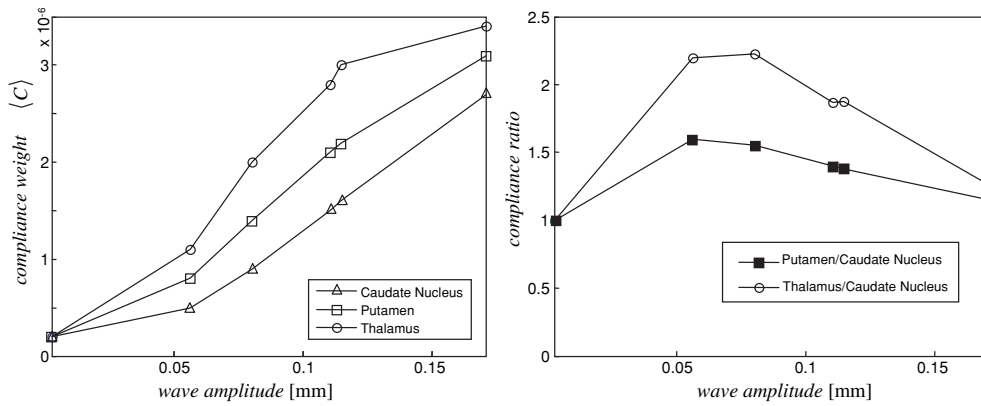 x 10⁻⁶
3
2
1
0
compliance weight ⟨C⟩
0.05
0.1
0.15
wave amplitude [mm]
Caudate Nucleus
Putamen
Thalamus
2.5
2
1.5
1
0.5
0
compliance ratio
0.05
0.1
0.15
wave amplitude [mm]
Putamen/Caudate Nucleus
Thalamus/Caudate Nucleus